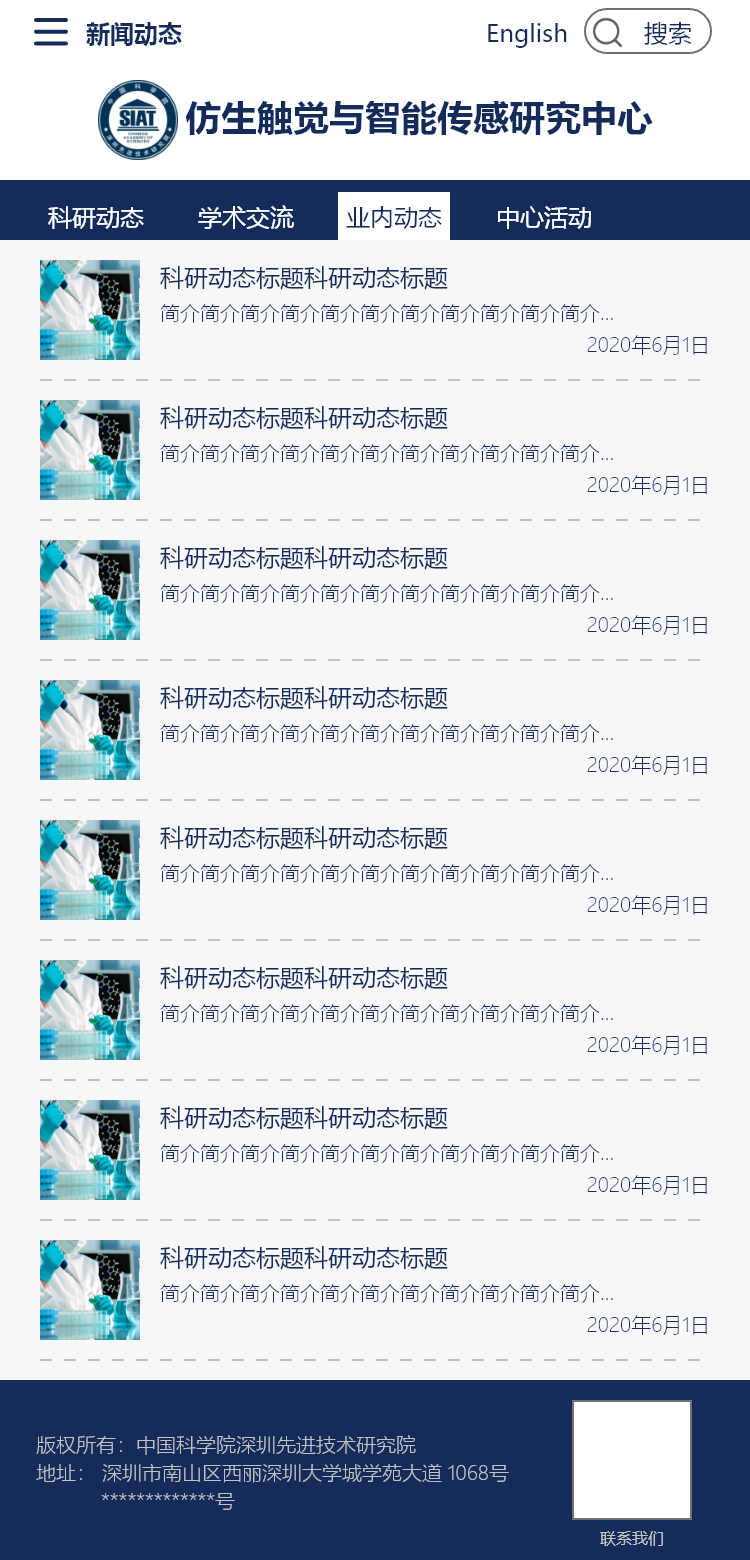 新闻动态
English
搜索
中国科学院
SIAT
CHINESE
ACADEMY OF
SCIENCES
深圳先进技术研究院
仿生触觉与智能传感研究中心
科研动态
学术交流
业内动态
中心活动
科研动态标题科研动态标题
简介简介简介简介简介简介简介简介简介简介简介...
2020年6月1日
科研动态标题科研动态标题
简介简介简介简介简介简介简介简介简介简介简介...
2020年6月1日
科研动态标题科研动态标题
简介简介简介简介简介简介简介简介简介简介简介...
2020年6月1日
科研动态标题科研动态标题
简介简介简介简介简介简介简介简介简介简介简介...
2020年6月1日
科研动态标题科研动态标题
简介简介简介简介简介简介简介简介简介简介简介...
2020年6月1日
科研动态标题科研动态标题
简介简介简介简介简介简介简介简介简介简介简介...
2020年6月1日
科研动态标题科研动态标题
简介简介简介简介简介简介简介简介简介简介简介...
2020年6月1日
科研动态标题科研动态标题
简介简介简介简介简介简介简介简介简介简介简介...
2020年6月1日
版权所有：中国科学院深圳先进技术研究院
地址： 深圳市南山区西丽深圳大学城学苑大道 1068号
*************号
联系我们